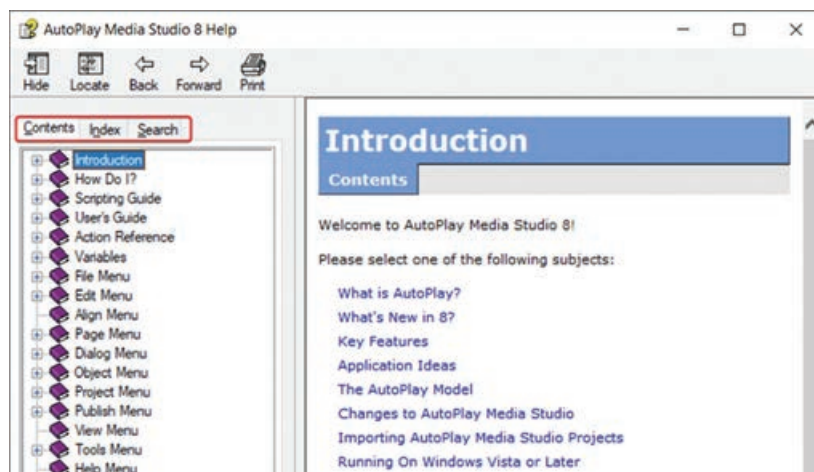 AutoPlay Media Studio 8 Help
Hide Locate Back Forward Print
Contents Index Search
Introduction
How Do I?
Scripting Guide
User's Guide
Action Reference
Variables
File Menu
Edit Menu
Align Menu
Page Menu
Dialog Menu
Object Menu
Project Menu
Publish Menu
View Menu
Tools Menu
Help Menu
Introduction
Contents
Welcome to AutoPlay Media Studio 8!
Please select one of the following subjects:
What is AutoPlay?
What's New in 8?
Key Features
Application Ideas
The AutoPlay Model
Changes to AutoPlay Media Studio
Importing AutoPlay Media Studio Projects
Running On Windows Vista or Later